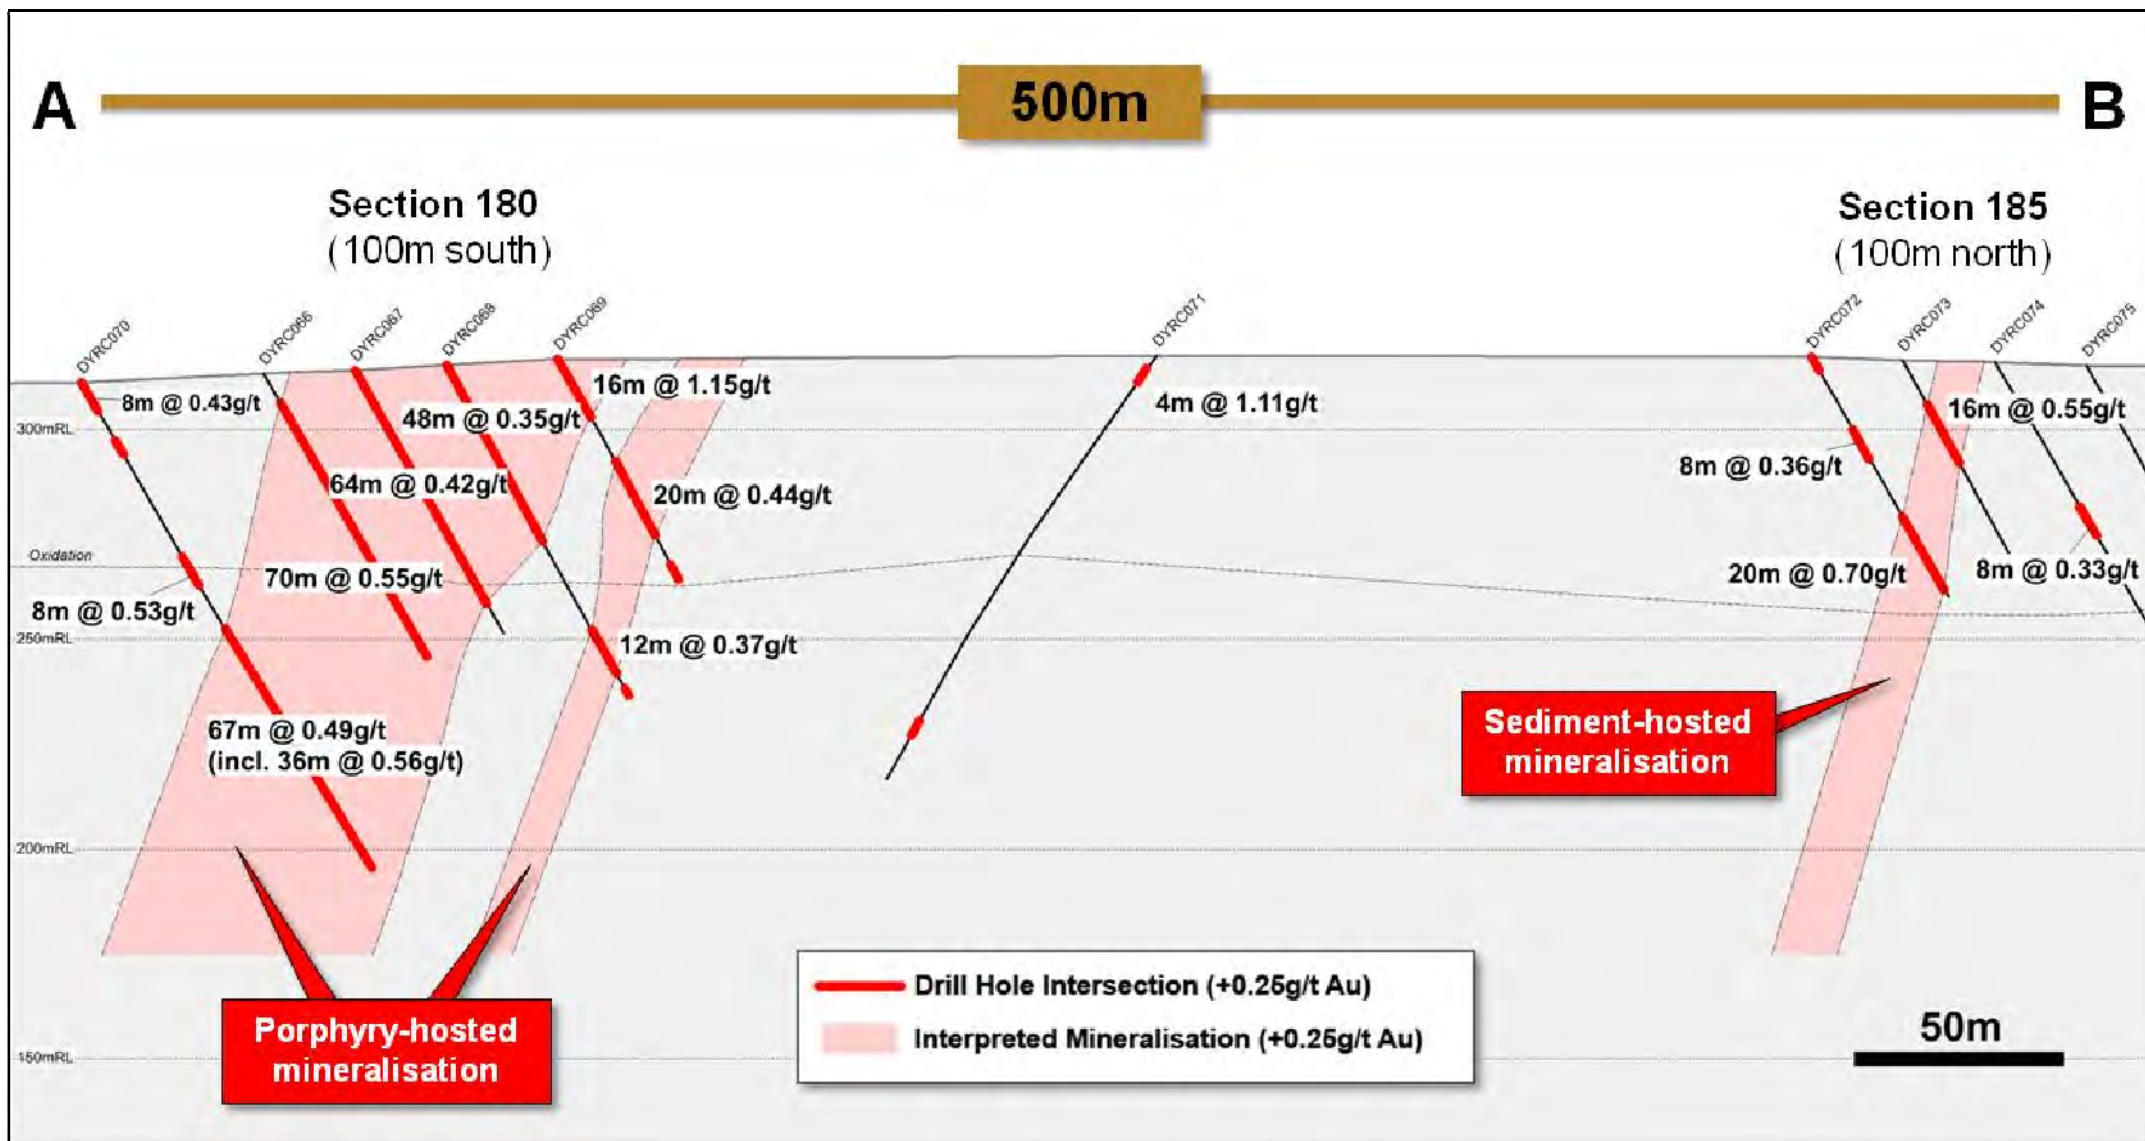 A
500m
B
Section 180
(100m south)
Section 185
(100m north)
DYRC070
DYRC066
DYRC067
DYRC068
DYRC069
DYRC071
DYRC072
DYRC073
DYRC074
DYRC075
8m @ 0.43g/t
16m @ 1.15g/t
48m @ 0.35g/t
4m @ 1.11g/t
16m @ 0.55g/t
300mRL
64m @ 0.42g/t
20m @ 0.44g/t
8m @ 0.36g/t
Oxidation
70m @ 0.55g/t
20m @ 0.70g/t
8m @ 0.33g/t
8m @ 0.53g/t
250mRL
12m @ 0.37g/t
67m @ 0.49g/t
(incl. 36m @ 0.56g/t)
Sediment-hosted
mineralisation
200mRL
Drill Hole Intersection (+0.25g/t Au)
Interpreted Mineralisation (+0.25g/t Au)
Porphyry-hosted
mineralisation
50m
150mRL